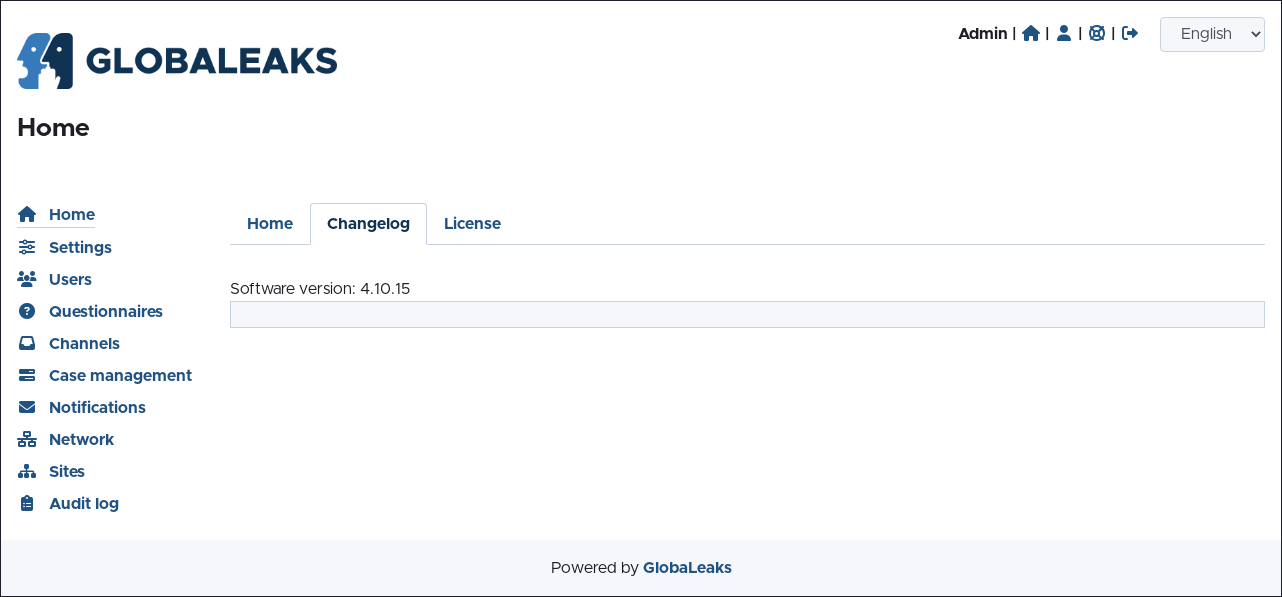 GLOBALEAKS
Admin | | | |
English
Home
Home
Settings
Users
Questionnaires
Channels
Case management
Notifications
Network
Sites
Audit log
Home Changelog License
Software version: 4.10.15
Powered by GlobaLeaks